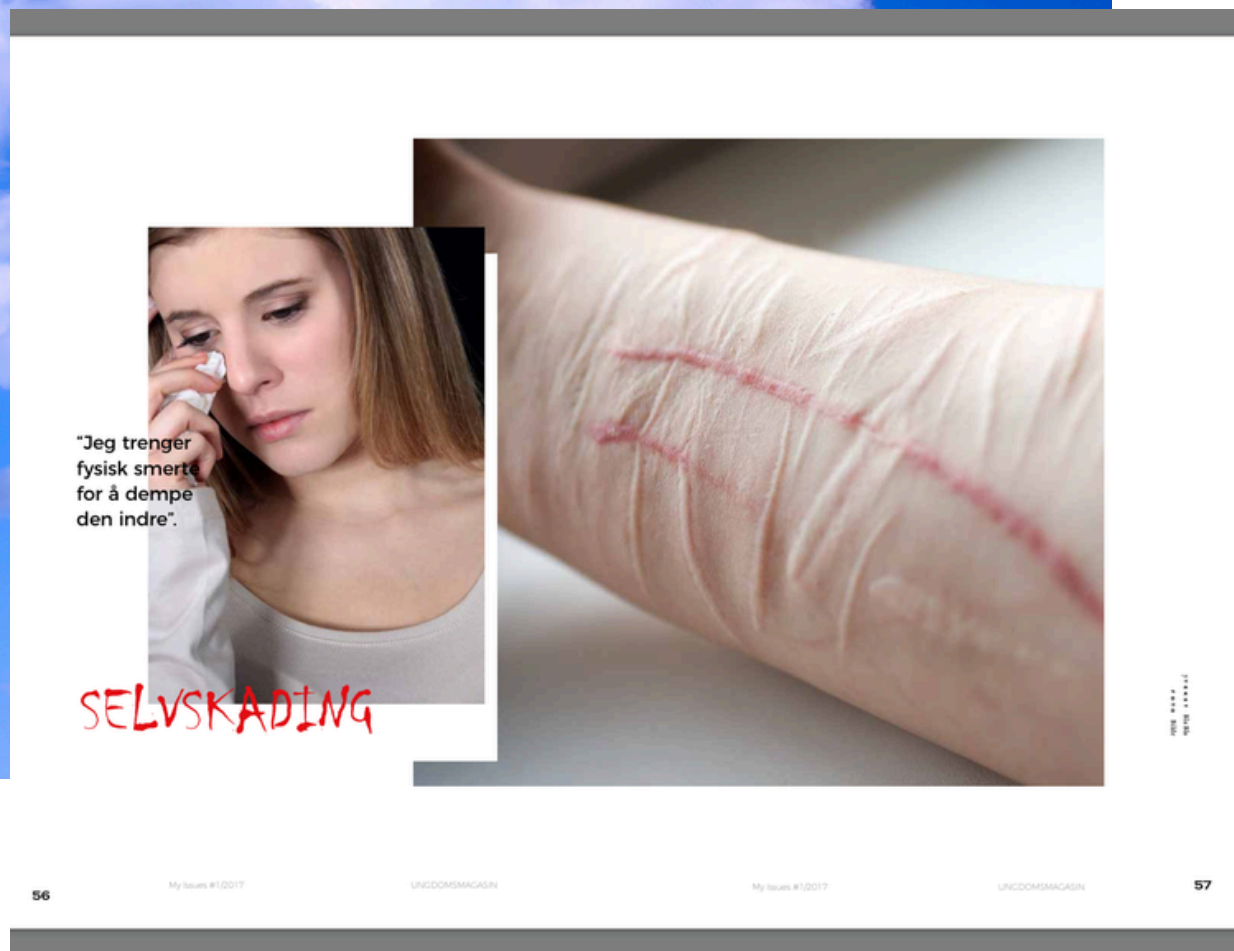 "Jeg trenger
fysisk smerte
for å dempe
den indre".
SELVSKADING
56
My Issues #1/2017
UNGDOMSMAGASIN
My Issues #1/2017
UNGDOMSMAGASIN
57